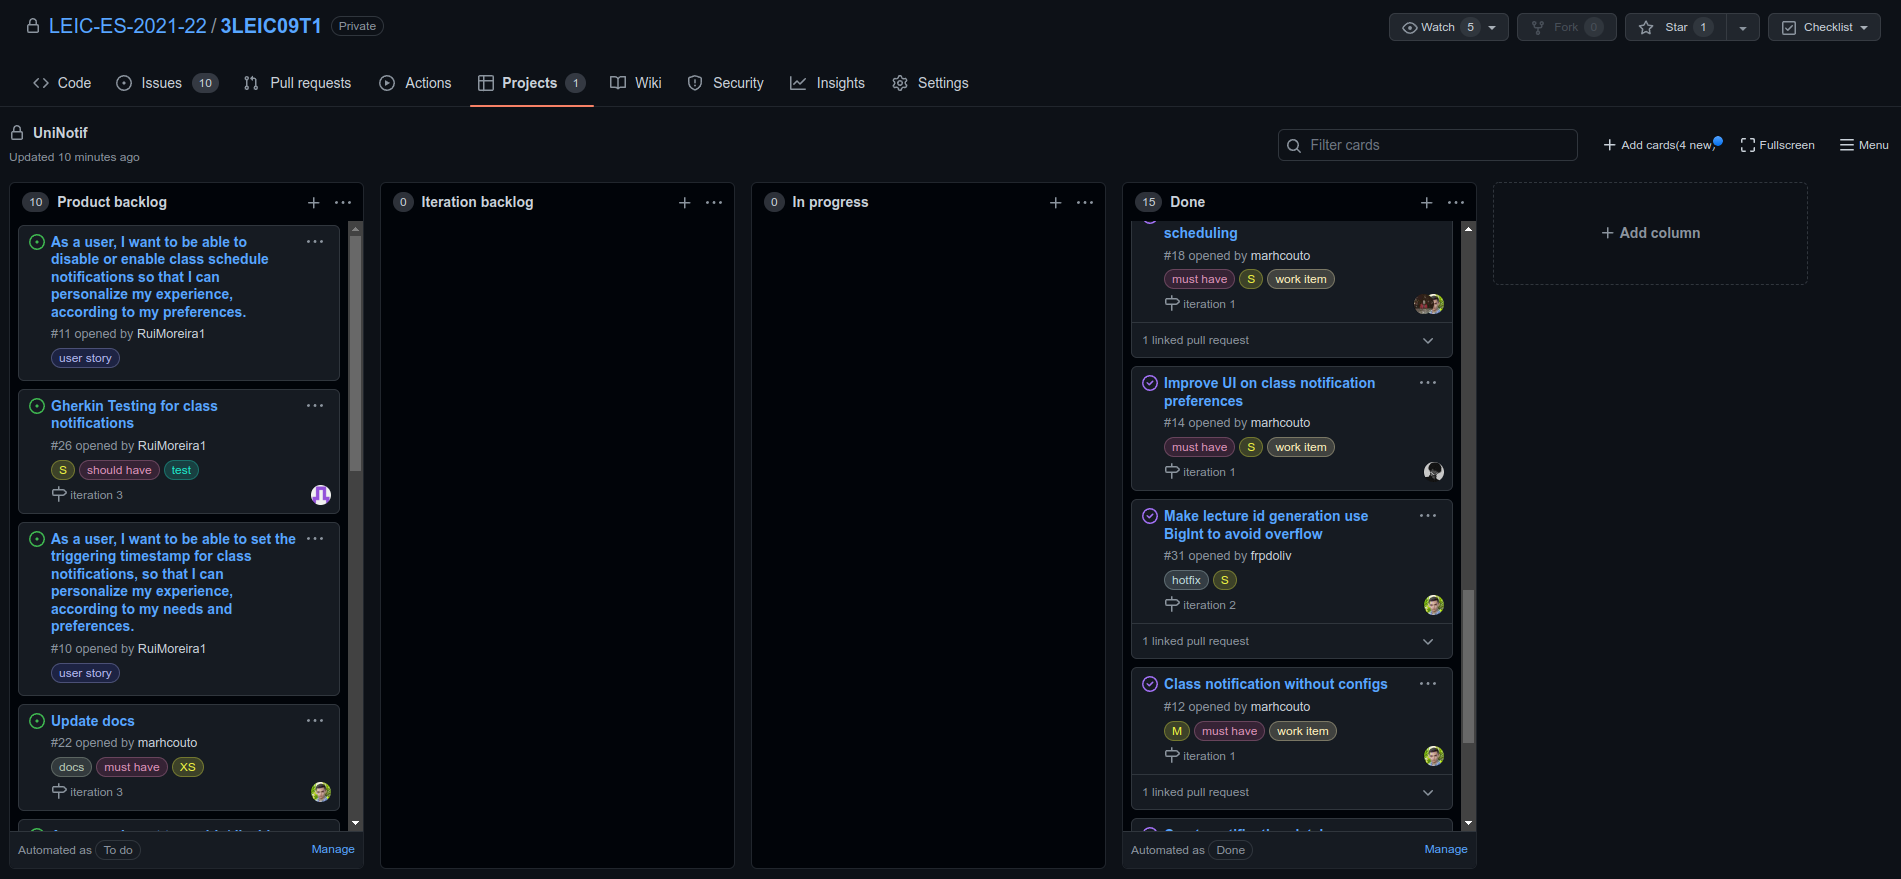 LEIC-ES-2021-22 / 3LEIC09T1 Private
Watch 5
Fork 0
Star 1
Checklist
Code
Issues 10
Pull requests
Actions
Projects 1
Wiki
Security
Insights
Settings
UniNotif
Updated 10 minutes ago
Filter cards
Add cards(4 new)
Fullscreen
Menu
10 Product backlog
As a user, I want to be able to
disable or enable class schedule
notifications so that I can
personalize my experience,
according to my preferences.
#11 opened by RuiMoreira1
user story
Gherkin Testing for class
notifications
#26 opened by RuiMoreira1
S should have test
iteration 3
As a user, I want to be able to set the
triggering timestamp for class
notifications, so that I can
personalize my experience,
according to my needs and
preferences.
#10 opened by RuiMoreira1
user story
Update docs
#22 opened by marhcouto
docs must have XS
iteration 3
Automated as To do
Manage
0 Iteration backlog
0 In progress
15 Done
scheduling
#18 opened by marhcouto
must have S work item
iteration 1
1 linked pull request
Improve UI on class notification
preferences
#14 opened by marhcouto
must have S work item
iteration 1
Make lecture id generation use
BigInt to avoid overflow
#31 opened by frpdoliv
hotfix S
iteration 2
1 linked pull request
Class notification without configs
#12 opened by marhcouto
M must have work item
iteration 1
1 linked pull request
Automated as Done
Manage
Add column